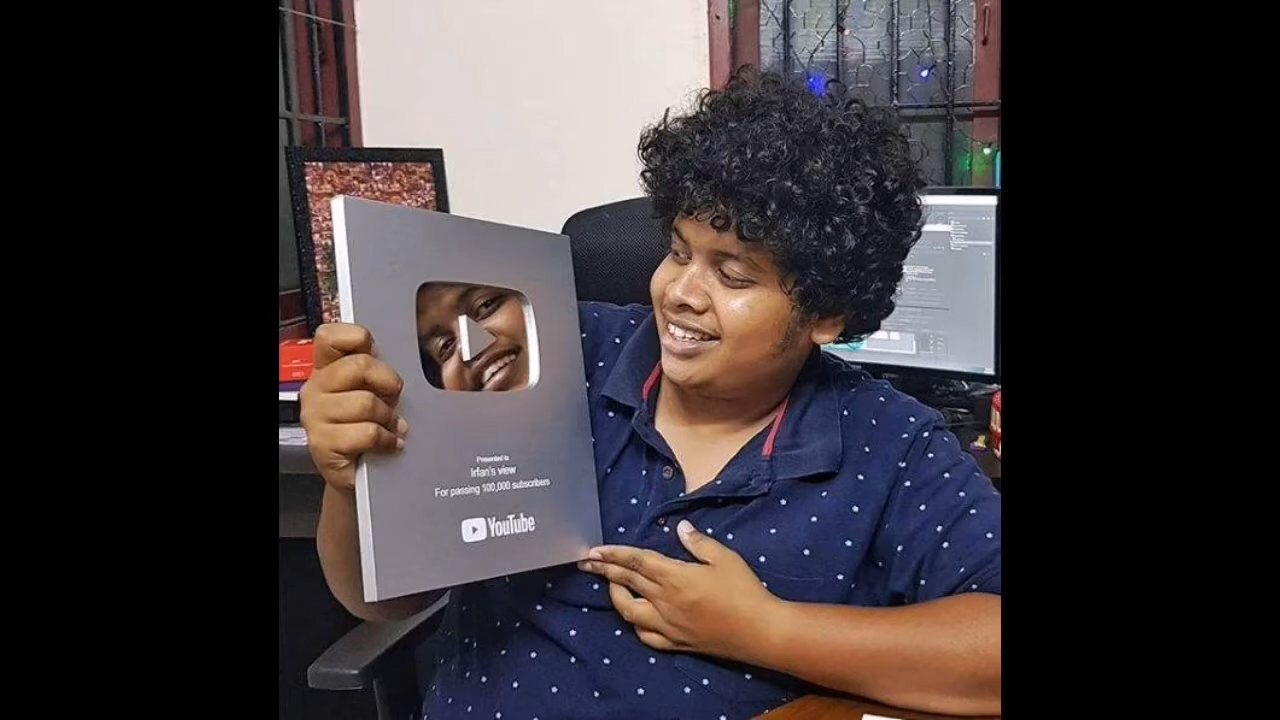 Presented to
Irfan's view
For passing 100,000 subscribers
YouTube